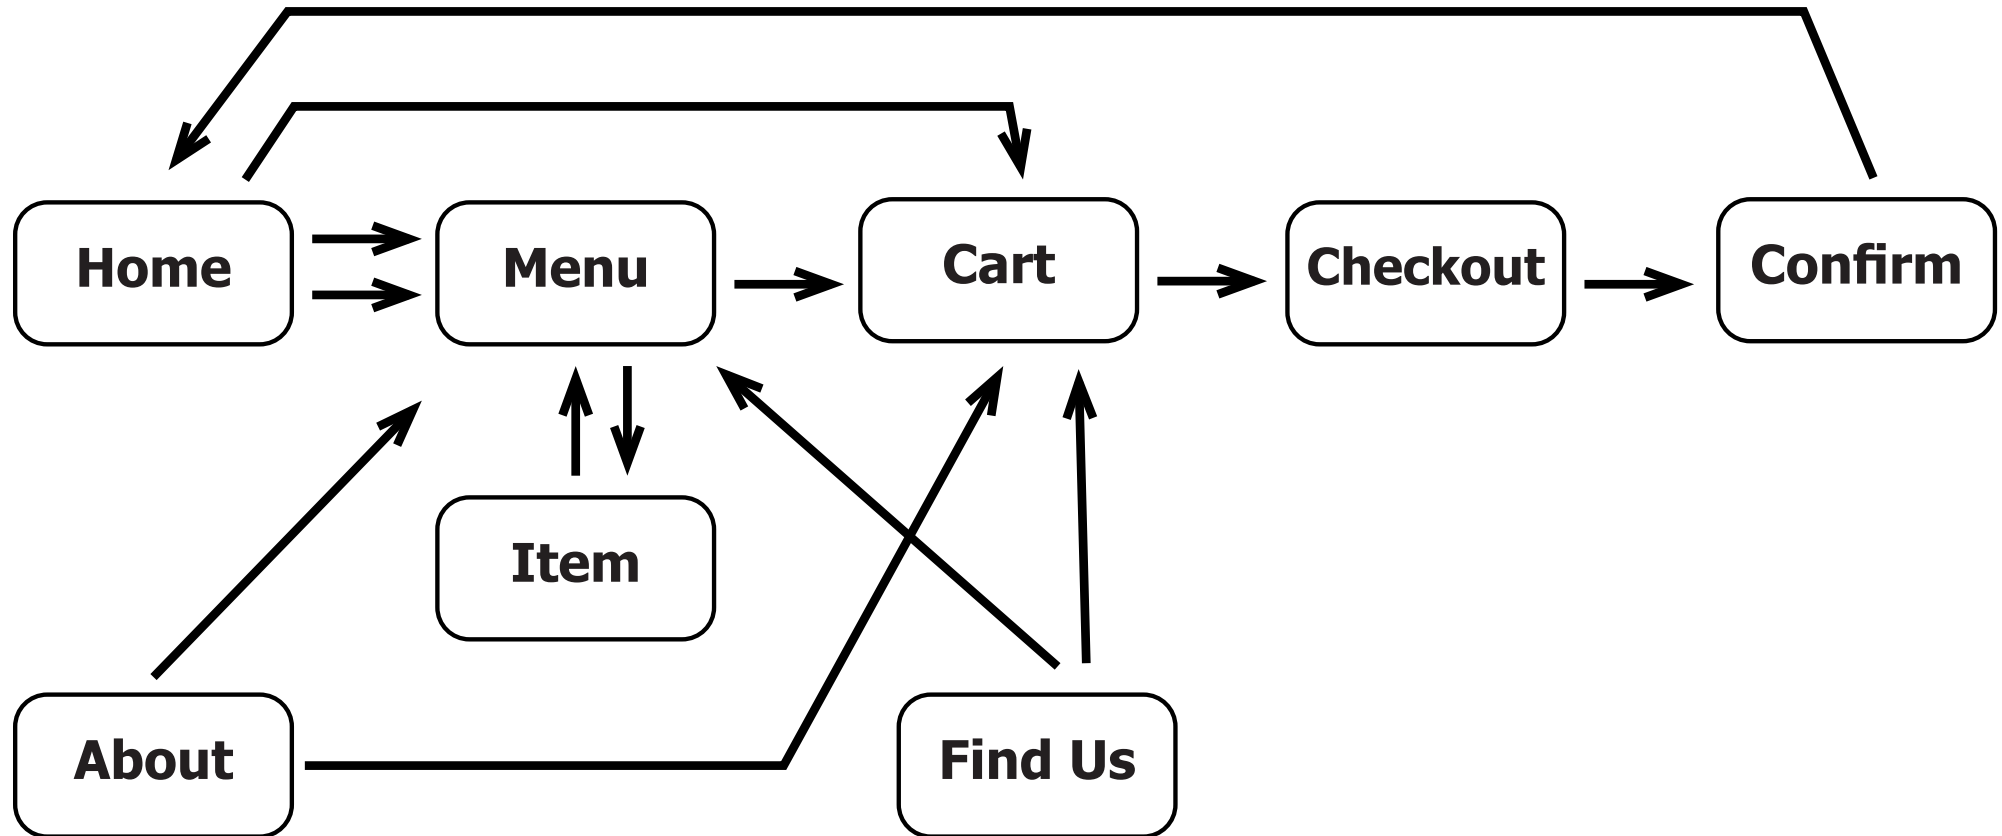 Home
Menu
Cart
Checkout
Confirm
Item
About
Find Us